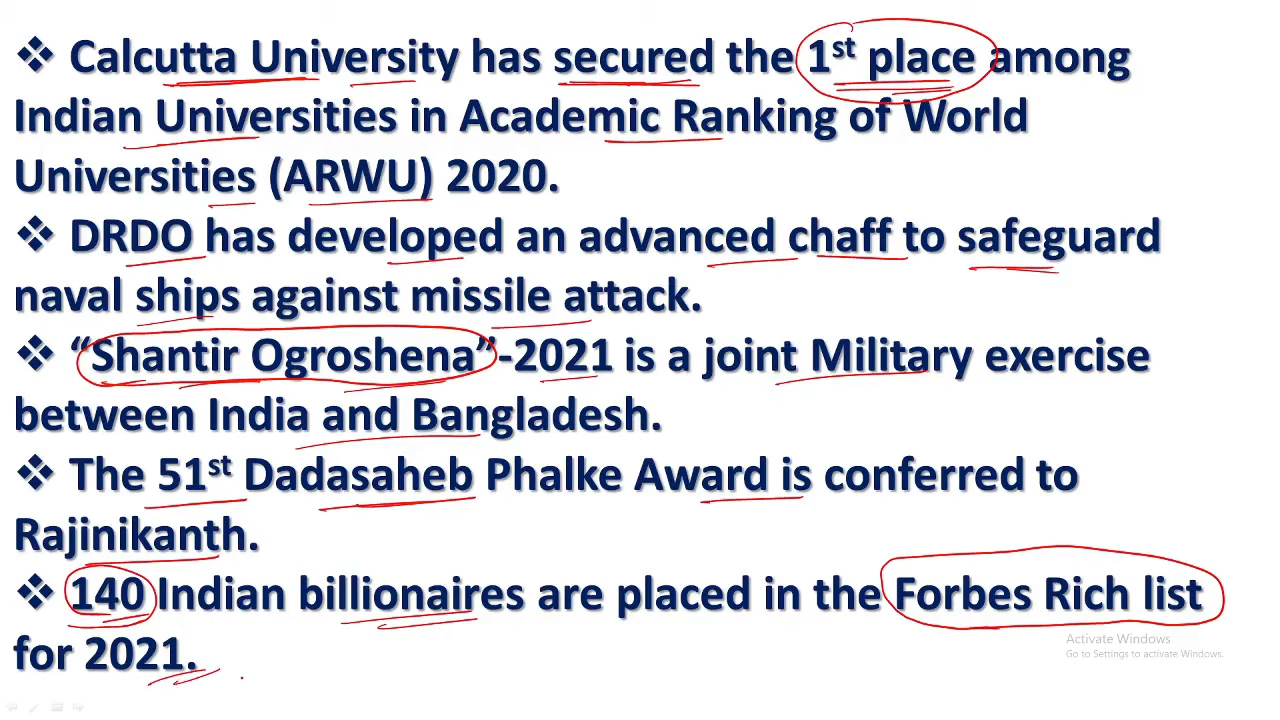 ❖ Calcutta University has secured the 1st place among
Indian Universities in Academic Ranking of World
Universities (ARWU) 2020.
❖ DRDO has developed an advanced chaff to safeguard
naval ships against missile attack.
❖ “Shantir Ogroshena”-2021 is a joint Military exercise
between India and Bangladesh.
❖ The 51st Dadasaheb Phalke Award is conferred to
Rajinikanth.
❖ 140 Indian billionaires are placed in the Forbes Rich list
for 2021.
Activate Windows
Go to Settings to activate Windows.